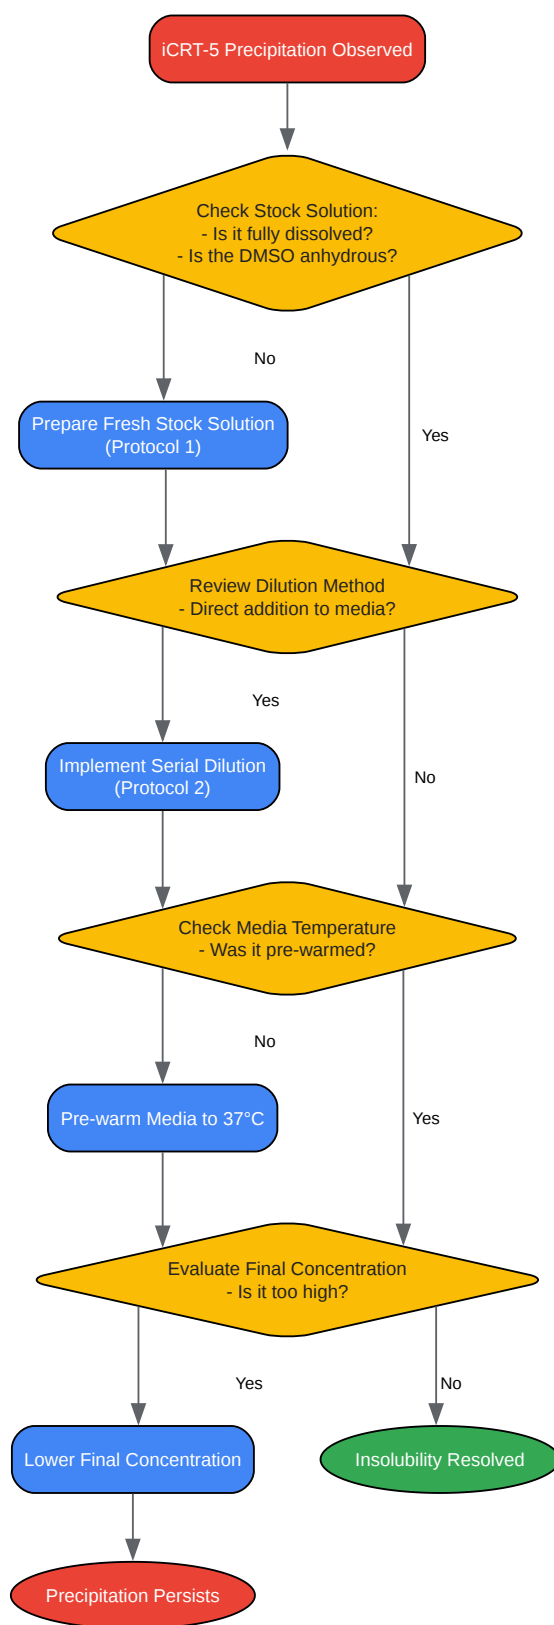 iCRT-5 Precipitation Observed
Check Stock Solution:
- Is it fully dissolved?
- Is the DMSO anhydrous?
No
Prepare Fresh Stock Solution
(Protocol 1)
Yes
Review Dilution Method
- Direct addition to media?
Yes
Implement Serial Dilution
(Protocol 2)
No
Check Media Temperature
- Was it pre-warmed?
No
Pre-warm Media to 37°C
Yes
Evaluate Final Concentration
- Is it too high?
Yes
No
Lower Final Concentration
Insolubility Resolved
Precipitation Persists